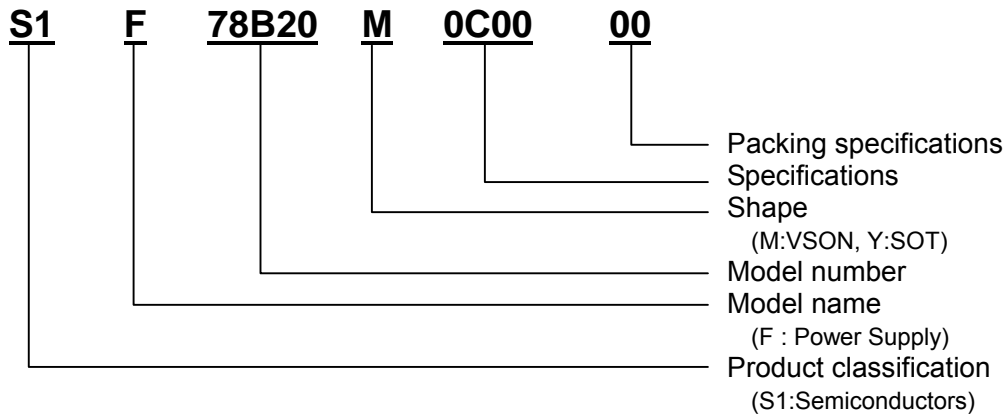 S1 F 78B20 M 0C00 00
Packing specifications
Specifications
Shape
(M:VSON, Y:SOT)
Model number
Model name
(F : Power Supply)
Product classification
(S1:Semiconductors)